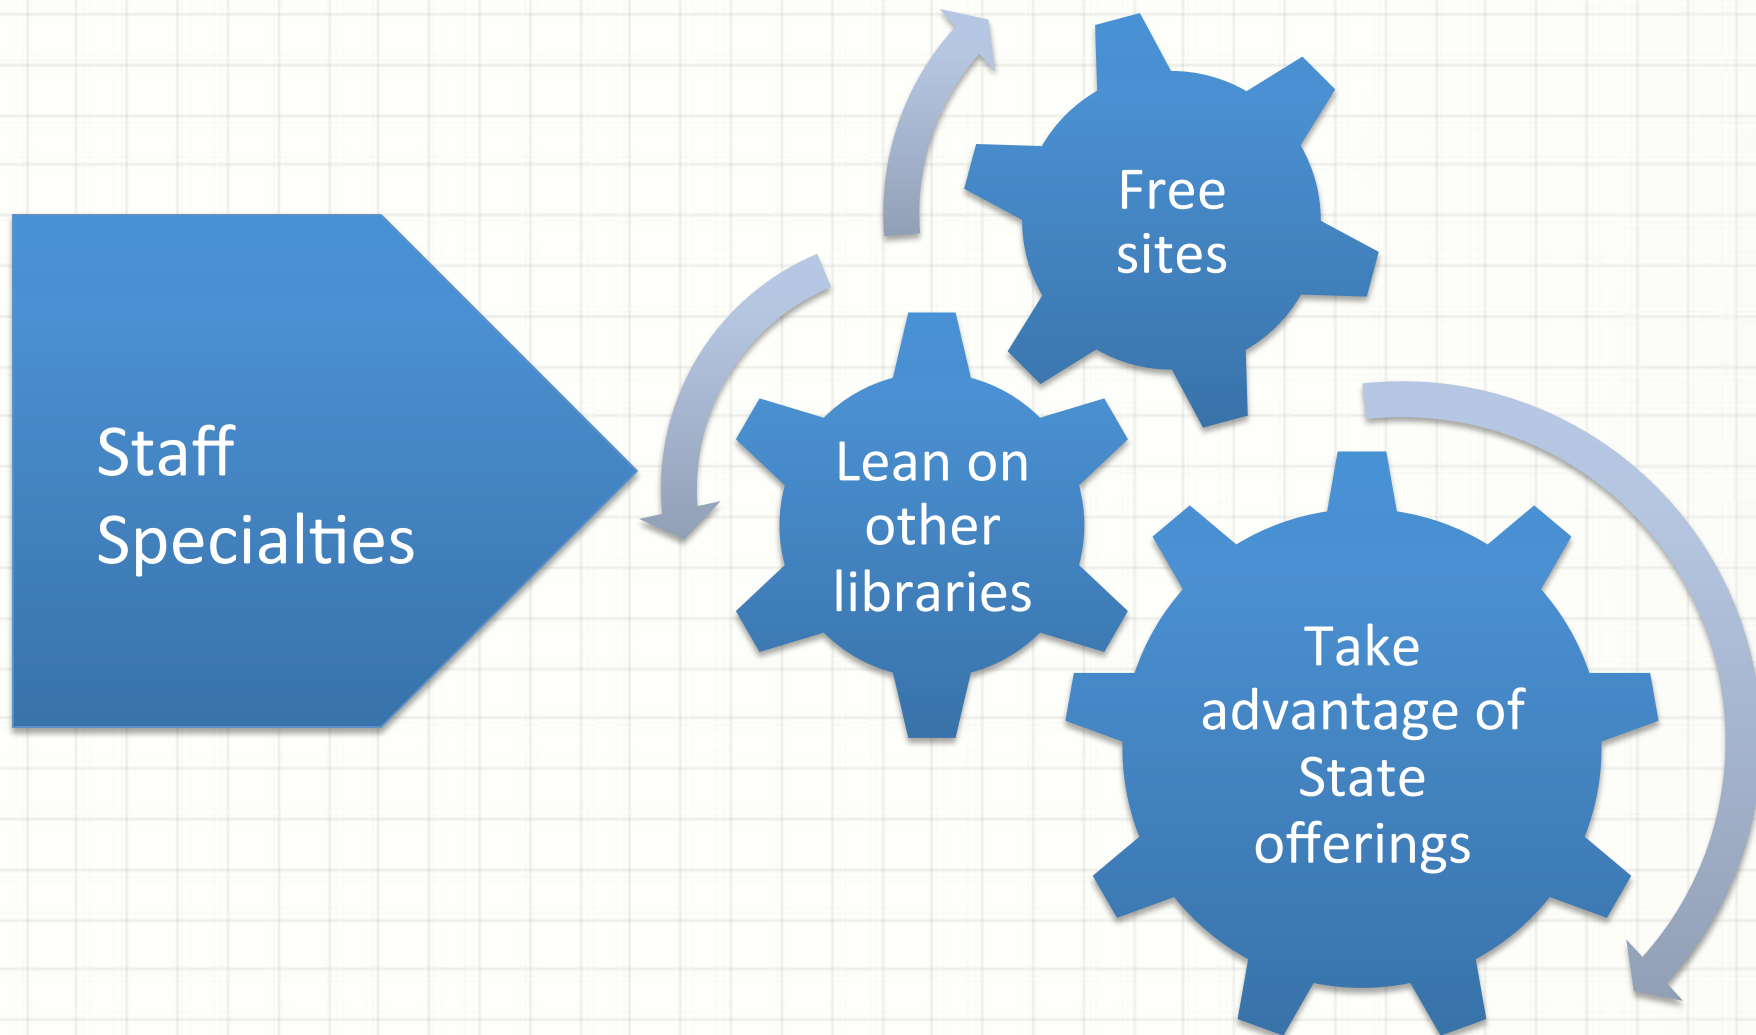 Staff
Specialties
Free
sites
Lean on
other
libraries
Take
advantage of
State
offerings